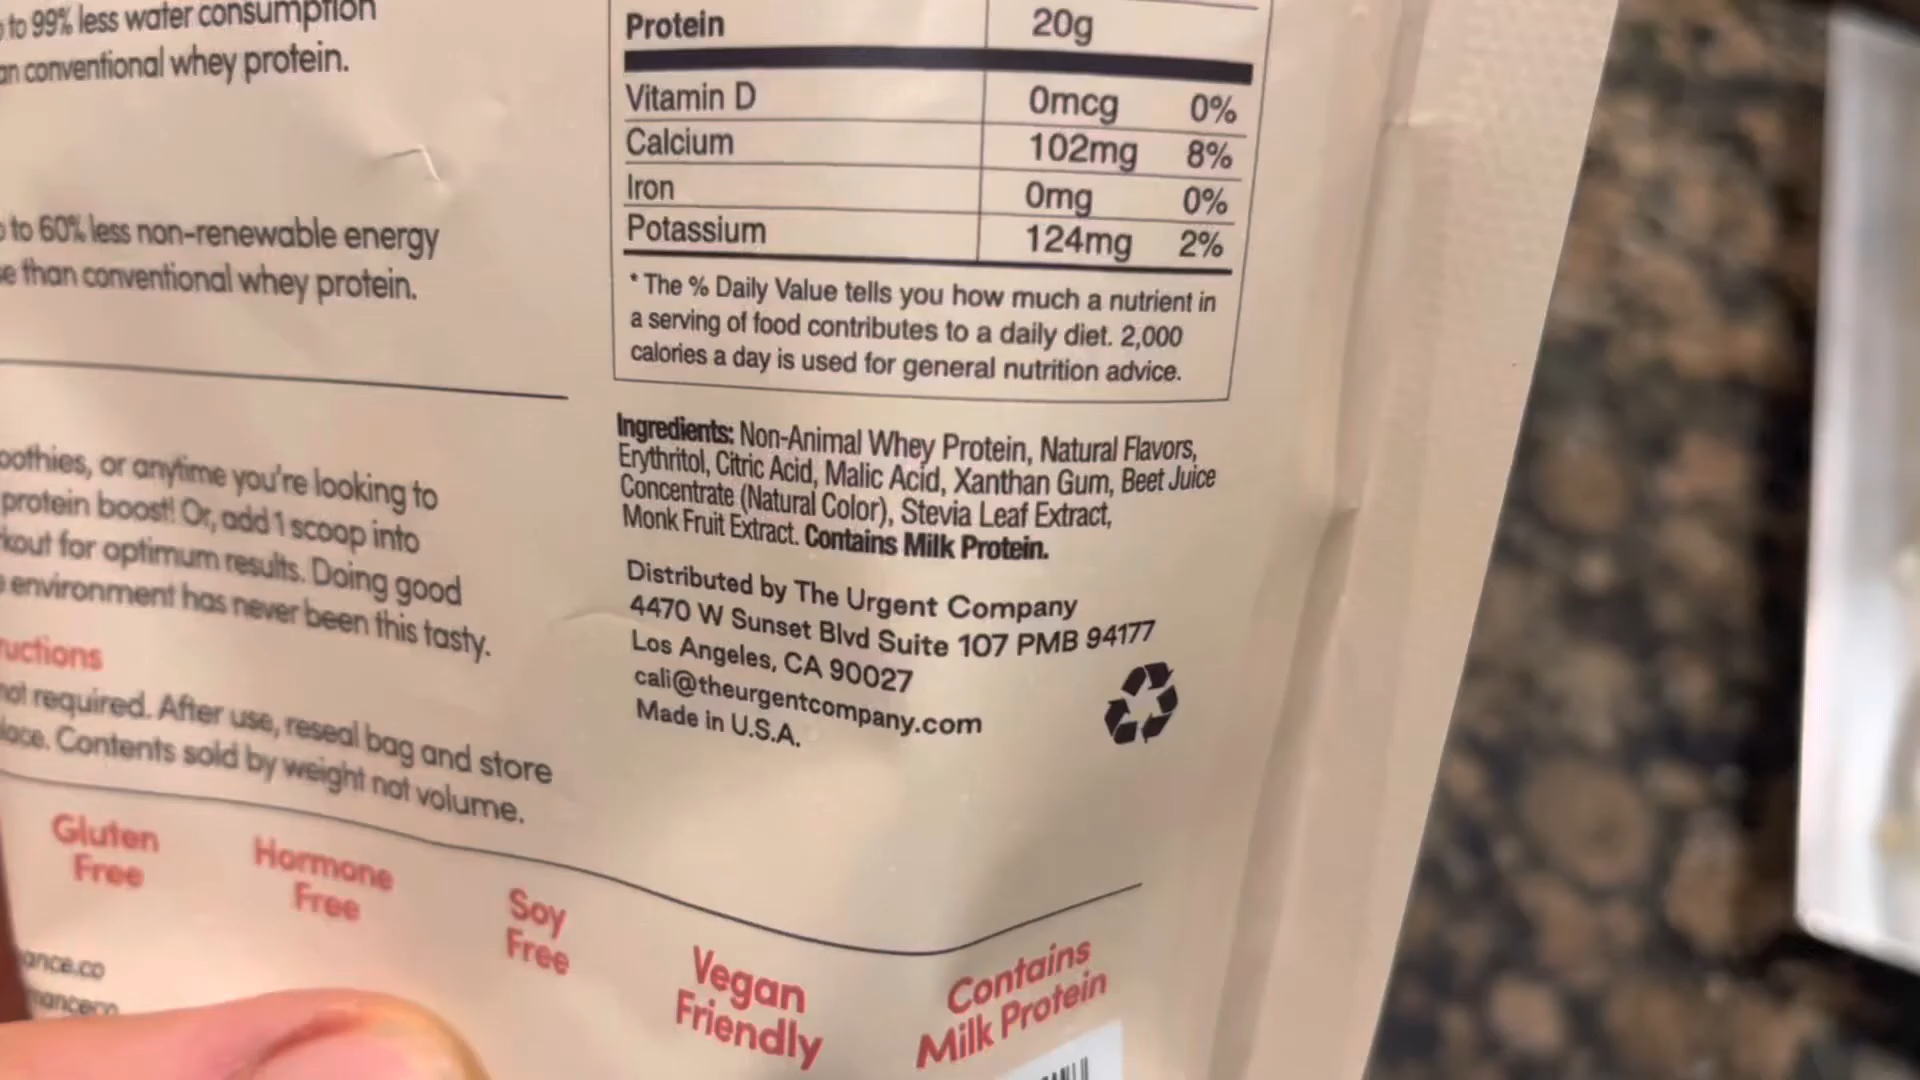 to 99% less water consumption
conventional whey protein.
to 60% less non-renewable energy
than conventional whey protein.
or anytime you're looking to
protein boost! Or, add 1 scoop into
for optimum results. Doing good
environment has never been this tasty.
required. After use, reseal bag and store
Contents sold by weight not volume.
Gluten
Free
Hormone
Free
Soy
Free
Vegan
Friendly
Contains
Milk Protein
Protein 20g
Vitamin D 0mcg 0%
Calcium 102mg 8%
Iron 0mg 0%
Potassium 124mg 2%
* The % Daily Value tells you how much a nutrient in
a serving of food contributes to a daily diet. 2,000
calories a day is used for general nutrition advice.
Ingredients: Non-Animal Whey Protein, Natural Flavors,
Erythritol, Citric Acid, Malic Acid, Xanthan Gum, Beet Juice
Concentrate (Natural Color), Stevia Leaf Extract,
Monk Fruit Extract. Contains Milk Protein.
Distributed by The Urgent Company
4470 W Sunset Blvd Suite 107 PMB 94177
Los Angeles, CA 90027
cali@theurgentcompany.com
Made in U.S.A.